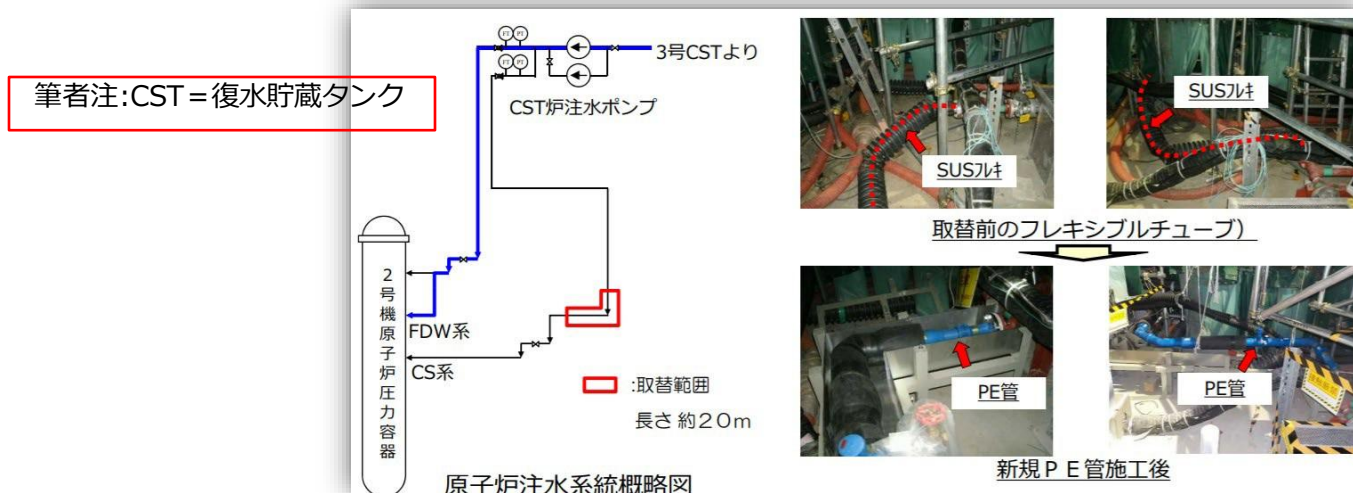 筆者注:CST＝復水貯蔵タンク
FT PT
FT PT
3号CSTより
CST炉注水ポンプ
2号機原子炉圧力容器
FDW系
CS系
:取替範囲
長さ 約20m
原子炉注水系統概略図
SUSﾌﾚｷ
SUSﾌﾚｷ
取替前のフレキシブルチューブ）
PE管
PE管
新規ＰＥ管施工後